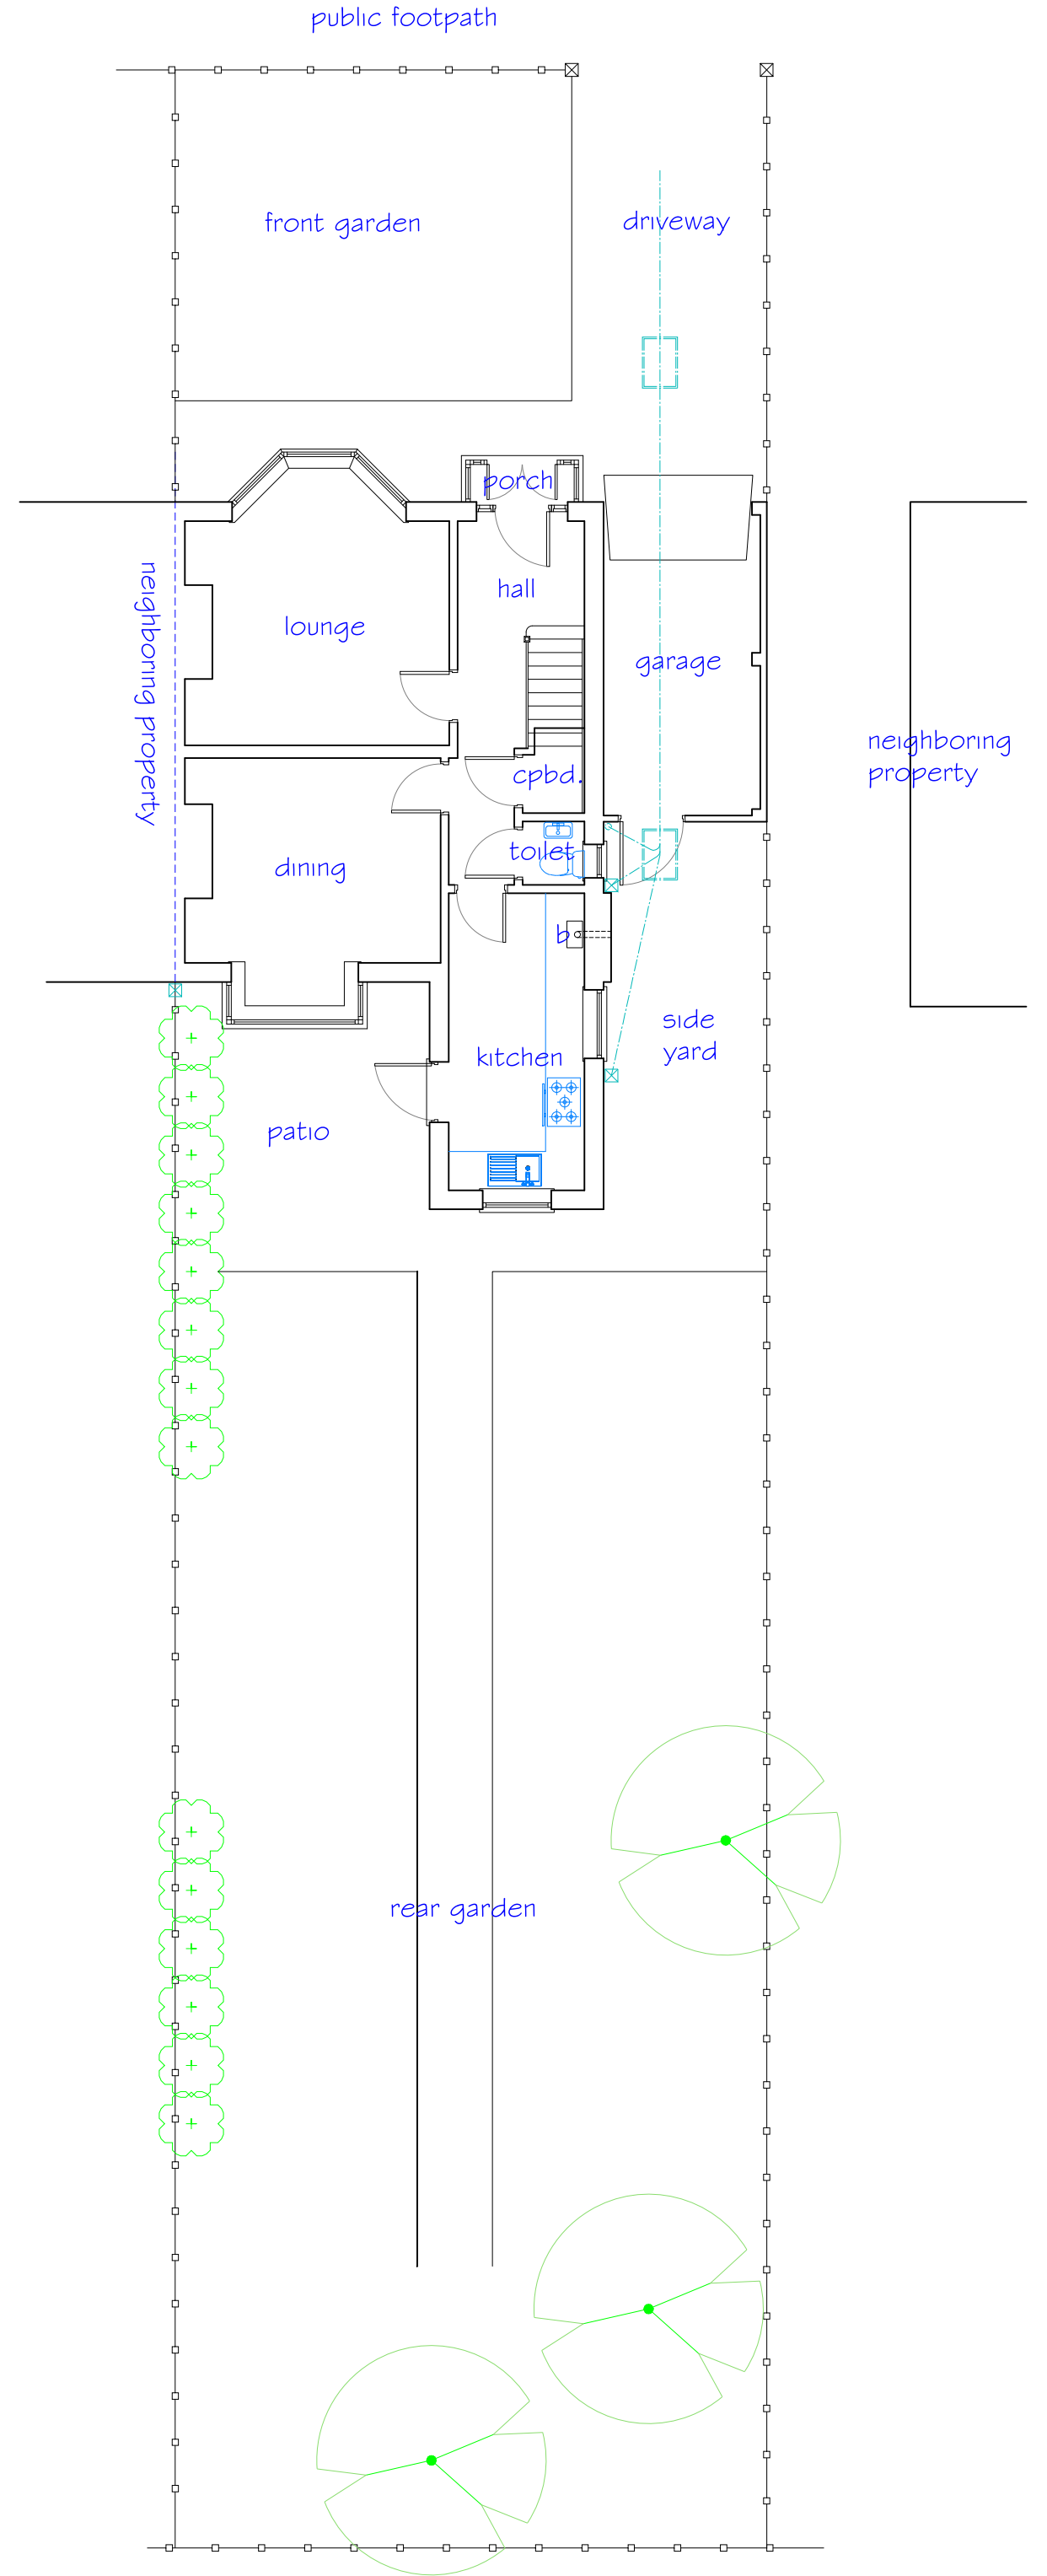 public footpath
front garden
driveway
porch
hall
neighboring property
lounge
garage
neighboring
property
cpbd.
toilet
dining
b
side
yard
kitchen
patio
rear garden